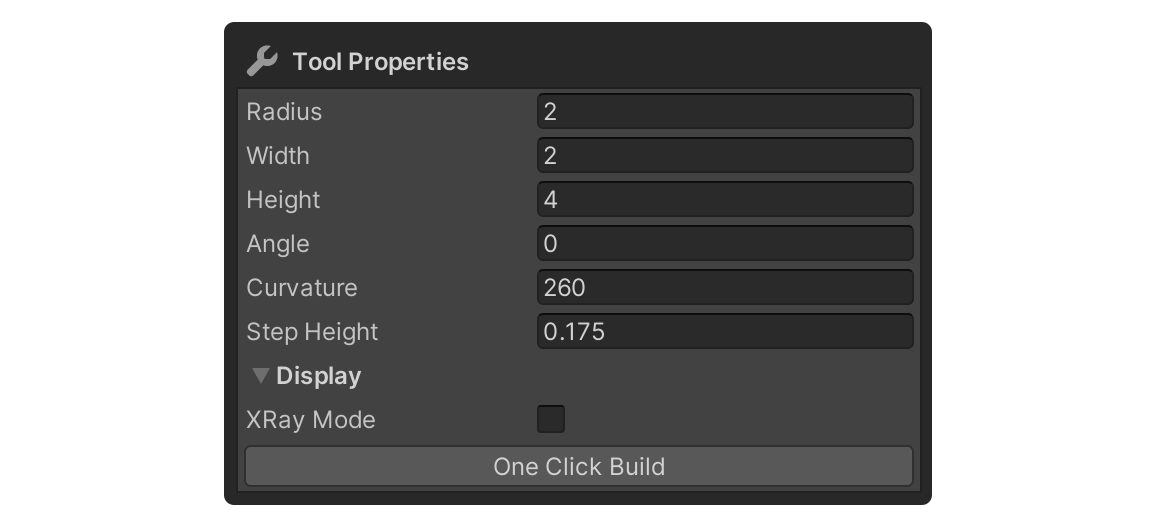 Tool Properties
Radius 2
Width 2
Height 4
Angle 0
Curvature 260
Step Height 0.175
Display
XRay Mode
One Click Build